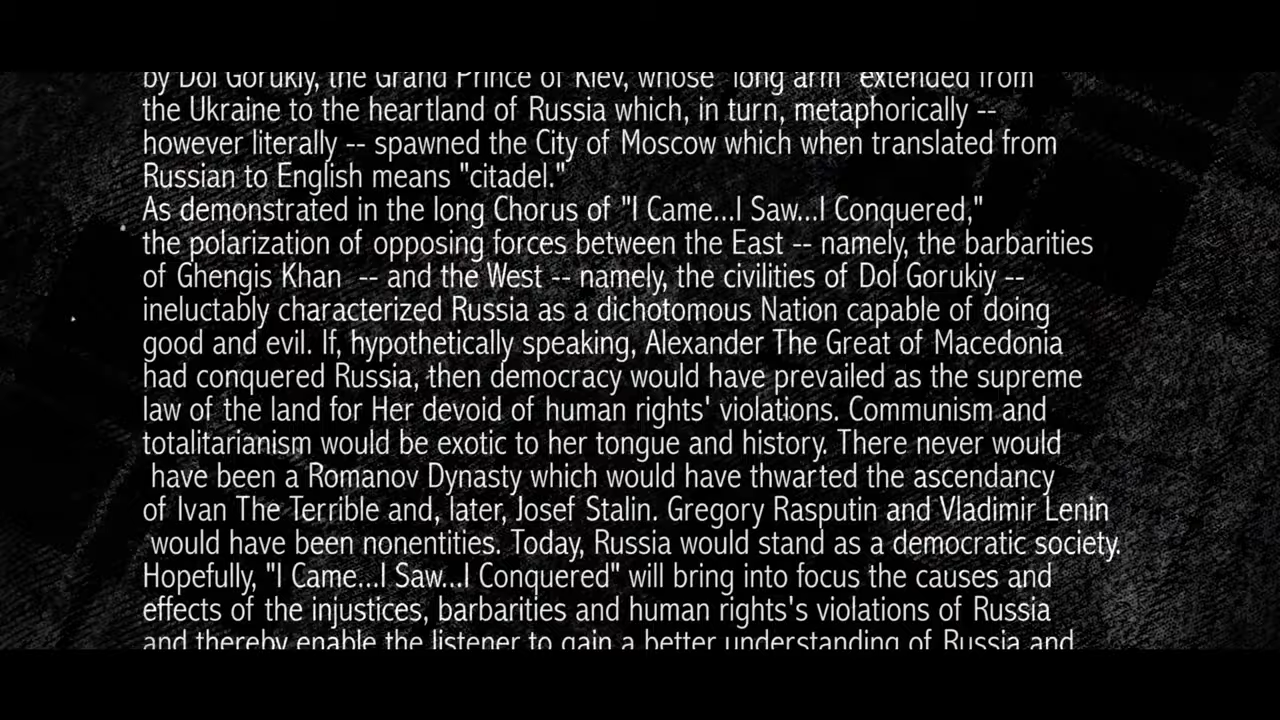 by Dol Gorukiy, the Grand Prince of Kiev, whose "long arm" extended from
the Ukraine to the heartland of Russia which, in turn, metaphorically --
however literally -- spawned the City of Moscow which when translated from
Russian to English means "citadel."
As demonstrated in the long Chorus of "I Came...I Saw...I Conquered,"
the polarization of opposing forces between the East -- namely, the barbarities
of Ghengis Khan -- and the West -- namely, the civilities of Dol Gorukiy --
ineluctably characterized Russia as a dichotomous Nation capable of doing
good and evil. If, hypothetically speaking, Alexander The Great of Macedonia
had conquered Russia, then democracy would have prevailed as the supreme
law of the land for Her devoid of human rights' violations. Communism and
totalitarianism would be exotic to her tongue and history. There never would
have been a Romanov Dynasty which would have thwarted the ascendancy
of Ivan The Terrible and, later, Josef Stalin. Gregory Rasputin and Vladimir Lenin
would have been nonentities. Today, Russia would stand as a democratic society.
Hopefully, "I Came...I Saw...I Conquered" will bring into focus the causes and
effects of the injustices, barbarities and human rights's violations of Russia
and thereby enable the listener to gain a better understanding of Russia and